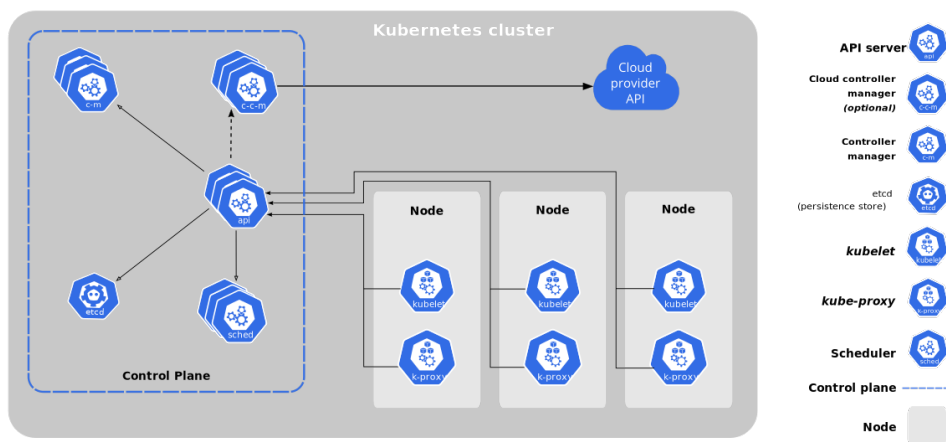 Kubernetes cluster
c-m
c-c-m
Cloud
provider
API
api
Node
Node
Node
etcd
sched
kubelet
kubelet
kubelet
k-proxy
k-proxy
k-proxy
Control Plane
API server
api
Cloud controller
manager
(optional)
c-c-m
Controller
manager
c-m
etcd
(persistence store)
etcd
kubelet
kubelet
kube-proxy
k-proxy
Scheduler
sched
Control plane
Node